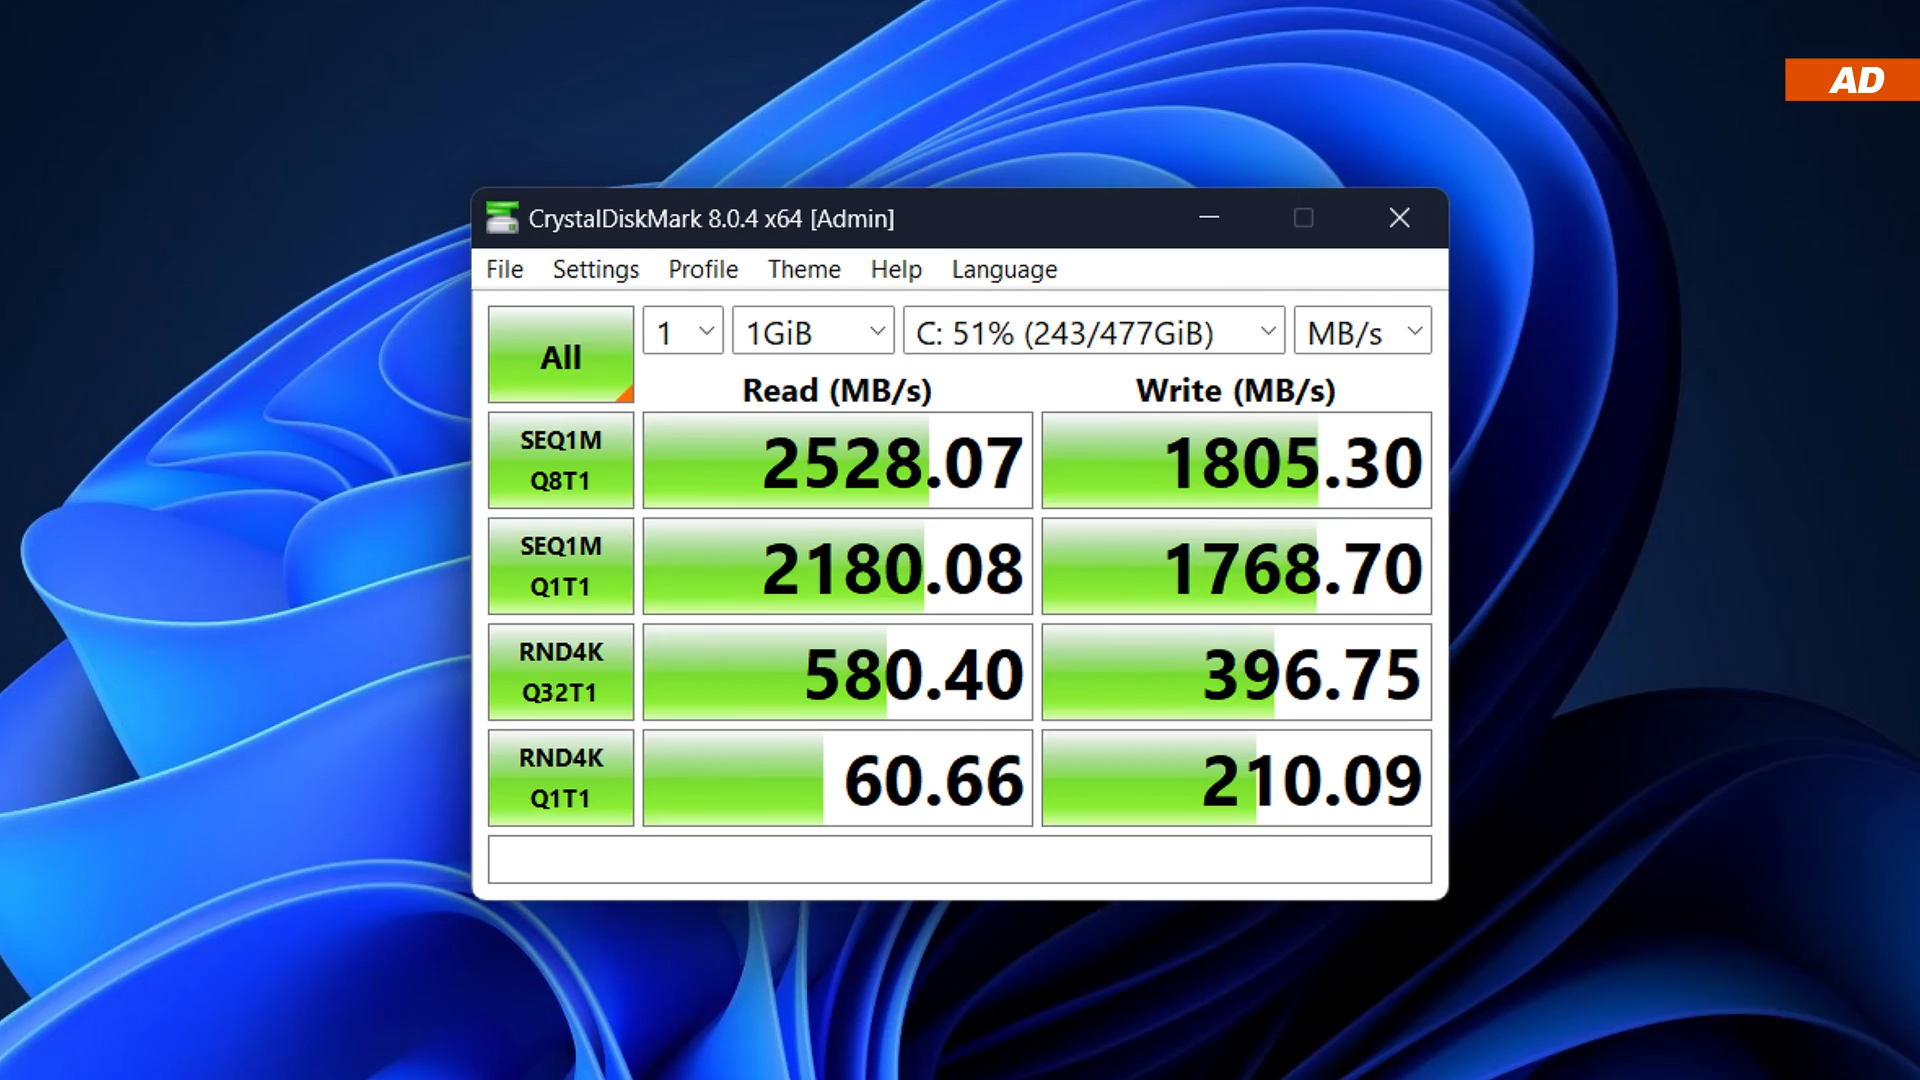 AD
CrystalDiskMark 8.0.4 x64 [Admin]
File Settings Profile Theme Help Language
All 1 1GiB C: 51% (243/477GiB) MB/s
Read (MB/s) Write (MB/s)
SEQ1M
Q8T1 2528.07 1805.30
SEQ1M
Q1T1 2180.08 1768.70
RND4K
Q32T1 580.40 396.75
RND4K
Q1T1 60.66 210.09